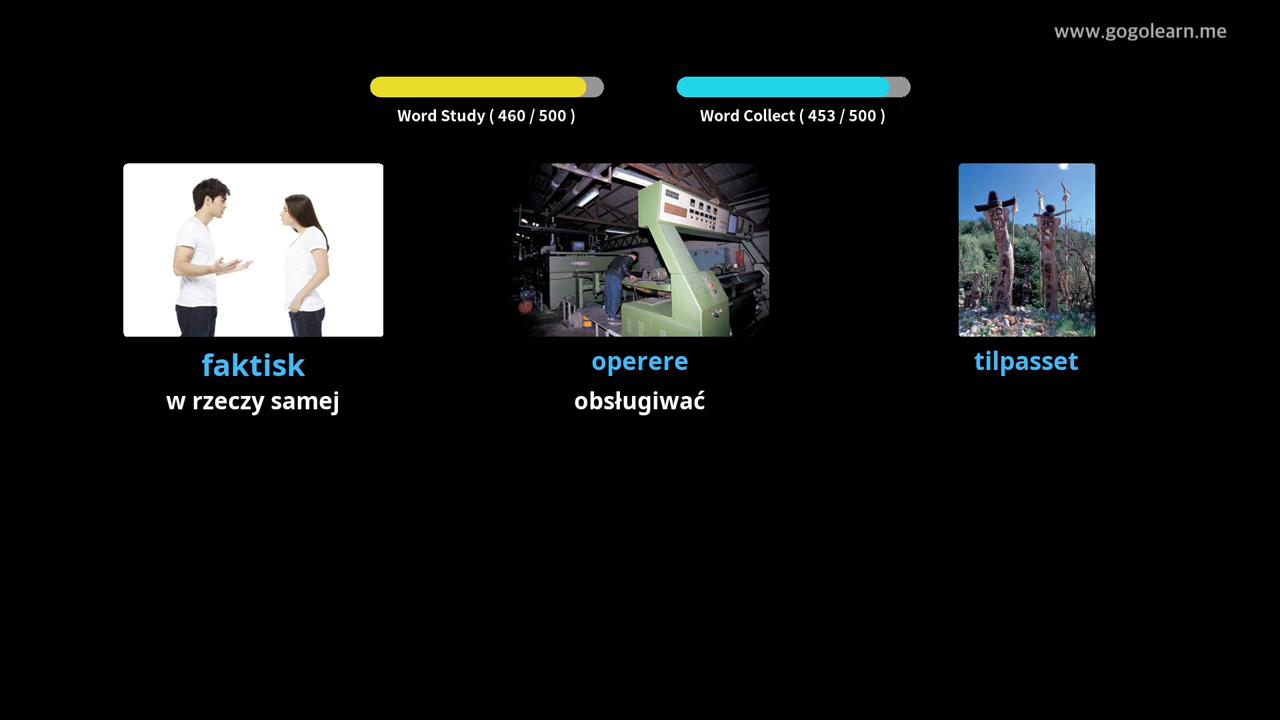 www.gogolearn.me
Word Study ( 460 / 500 )
Word Collect ( 453 / 500 )
faktisk
operere
tilpasset
w rzeczy samej
obsługiwać